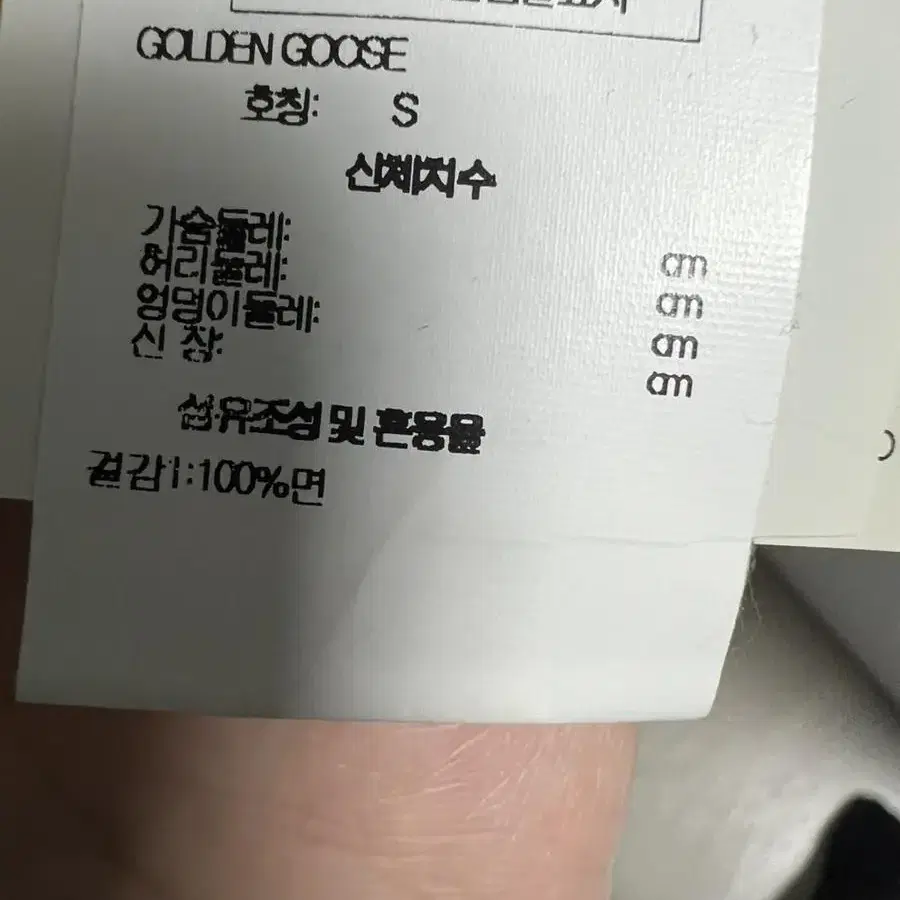 GOLDEN GOOSE
호칭: S
신체치수
가슴둘레: cm
허리둘레: cm
엉덩이둘레: cm
신 장: cm
섬유조성 및 혼용율
겉감1:100%면